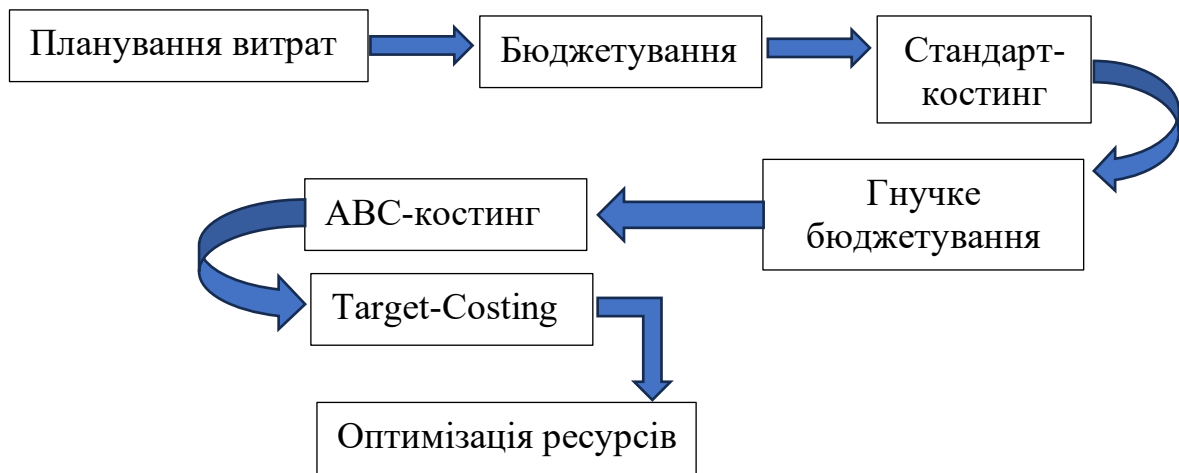 Планування витрат
Бюджетування
Стандарт-
костинг
Гнучке
бюджетування
АВС-костинг
Target-Costing
Оптимізація ресурсів